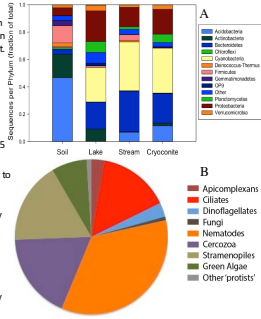 A
Sequences per Phylum (fraction of total)
1.0
0.8
0.6
0.4
0.2
0.0
Soil Lake Stream Cryoconite
Acidobacteria
Actinobacteria
Bacteroidetes
Chloroflexi
Cyanobacteria
Deinococcus-Thermus
Firmicutes
Gemmatimonadetes
OP9
Other
Planctomycetes
Proteobacteria
Verrucomicrobia
to
B
Apicomplexans
Ciliates
Dinoflagellates
Fungi
Nematodes
Cercozoa
Stramenopiles
Green Algae
Other 'protists'